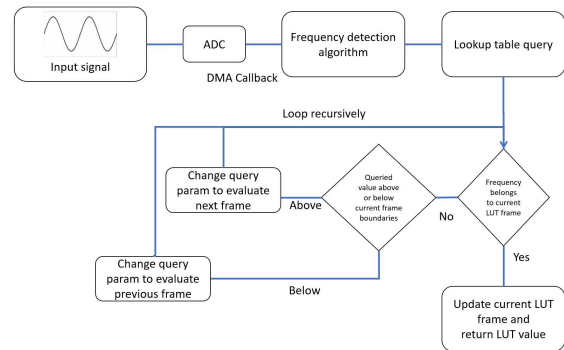 Input signal
ADC
DMA Callback
Frequency detection
algorithm
Lookup table query
Loop recursively
Change query
param to evaluate
next frame
Above
Queried
value above
or below
current frame
boundaries
No
Frequency
belongs
to current
LUT frame
Yes
Change query
param to evaluate
previous frame
Below
Update current LUT
frame and
return LUT value